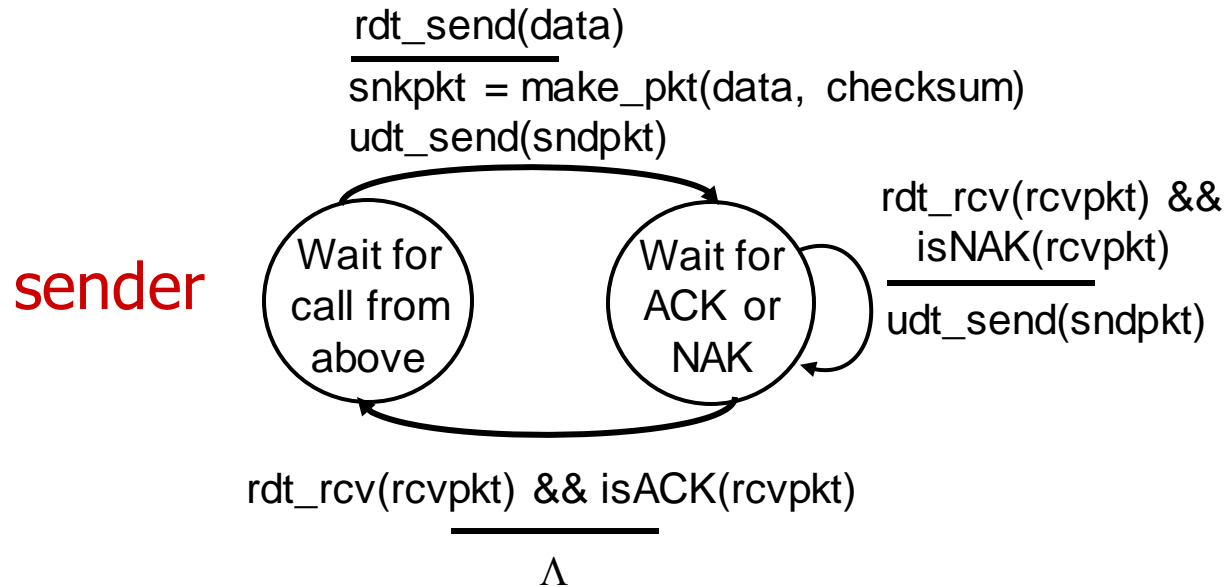 rdt_send(data)
snkpkt = make_pkt(data, checksum)
udt_send(sndpkt)
sender
Wait for
call from
above
Wait for
ACK or
NAK
rdt_rcv(rcvpkt) &&
isNAK(rcvpkt)
udt_send(sndpkt)
rdt_rcv(rcvpkt) && isACK(rcvpkt)
Λ